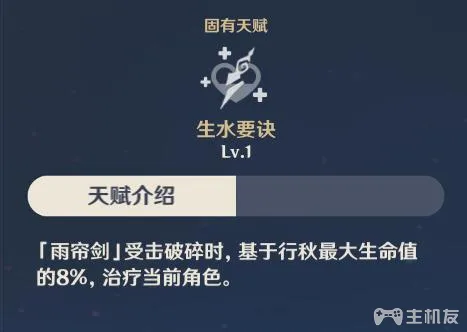 固有天赋
生水要诀
Lv.1
天赋介绍
「雨帘剑」受击破碎时，基于行秋最大生命值
的8%，治疗当前角色。
主机友